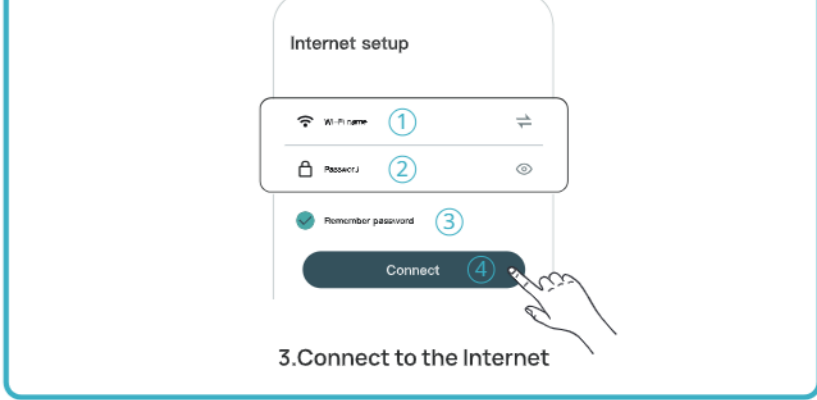 Internet setup
Wi-Fi name 1
Password 2
Remember password 3
Connect 4
3.Connect to the Internet